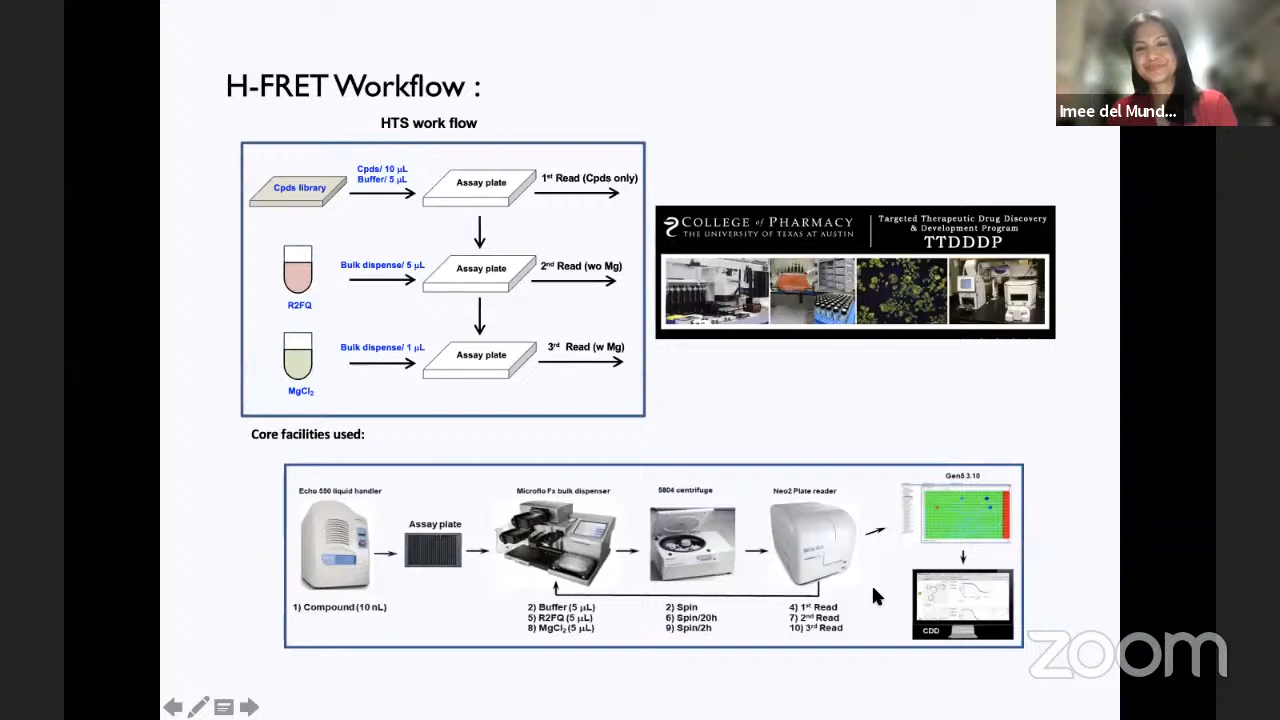 H-FRET Workflow :
HTS work flow
Cpds library
Cpds/ 10 µL
Buffer/ 5 µL
Assay plate
1st Read (Cpds only)
R2FQ
Bulk dispense/ 5 µL
Assay plate
2nd Read (wo Mg)
MgCl2
Bulk dispense/ 1 µL
Assay plate
3rd Read (w Mg)
COLLEGE of PHARMACY
THE UNIVERSITY OF TEXAS AT AUSTIN
Targeted Therapeutic Drug Discovery
& Development Program
TTDDDP
Imee del Mund...
Core facilities used:
Echo 550 liquid handler
1) Compound (10 nL)
Assay plate
Microflo Fx bulk dispenser
2) Buffer (5 µL)
5) R2FQ (5 µL)
8) MgCl2 (5 µL)
5804 centrifuge
2) Spin
6) Spin/20h
9) Spin/2h
Neo2 Plate reader
4) 1st Read
7) 2nd Read
10) 3rd Read
Gen5 3.10
CDD
zoom